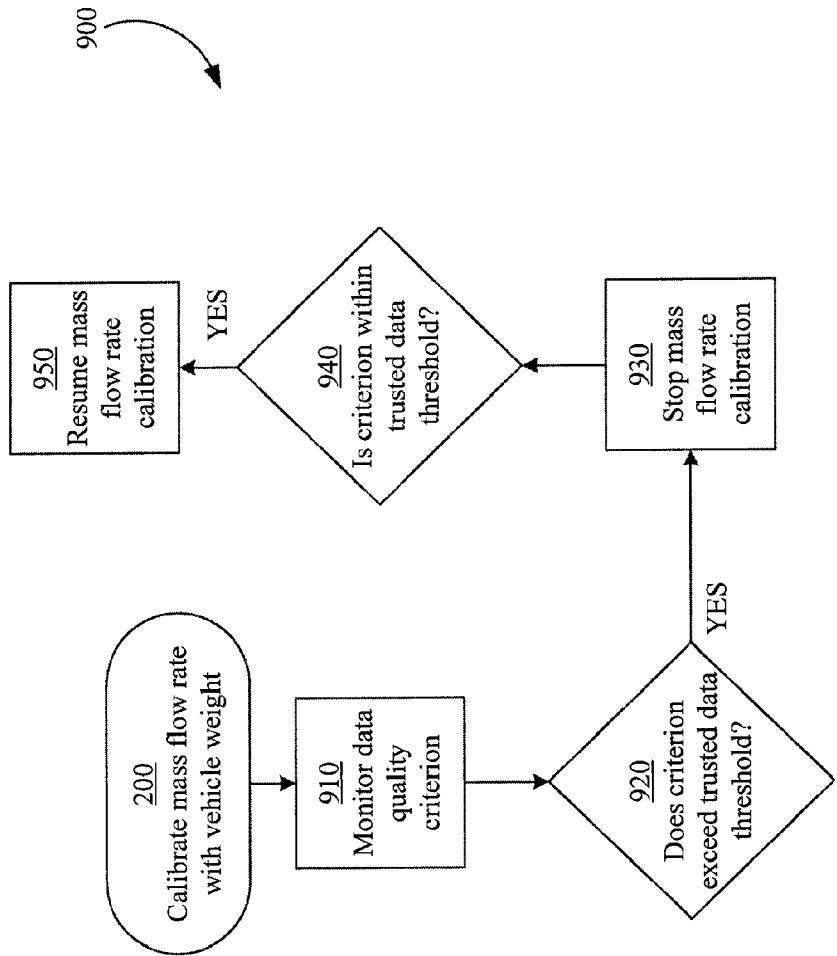 900
200
Calibrate mass flow rate
with vehicle weight
910
Monitor data
quality
criterion
920
Does criterion
exceed trusted data
threshold?
YES
930
Stop mass
flow rate
calibration
940
Is criterion within
trusted data
threshold?
YES
950
Resume mass
flow rate
calibration